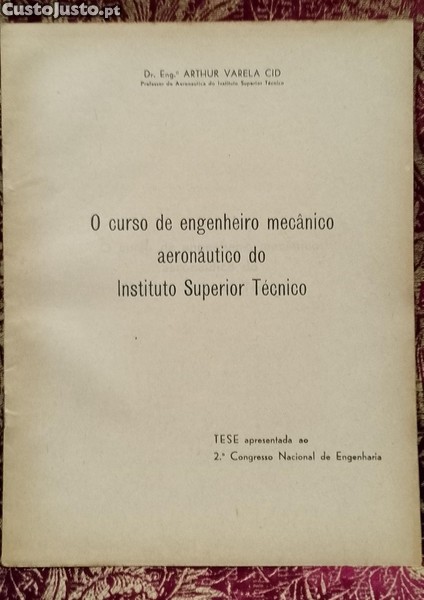 CustoJusto.pt
Dr. Eng.º ARTHUR VARELA CID
Professor de Aeronautica do Instituto Superior Técnico
O curso de engenheiro mecânico
aeronáutico do
Instituto Superior Técnico
TESE apresentada ao
2.º Congresso Nacional de Engenharia